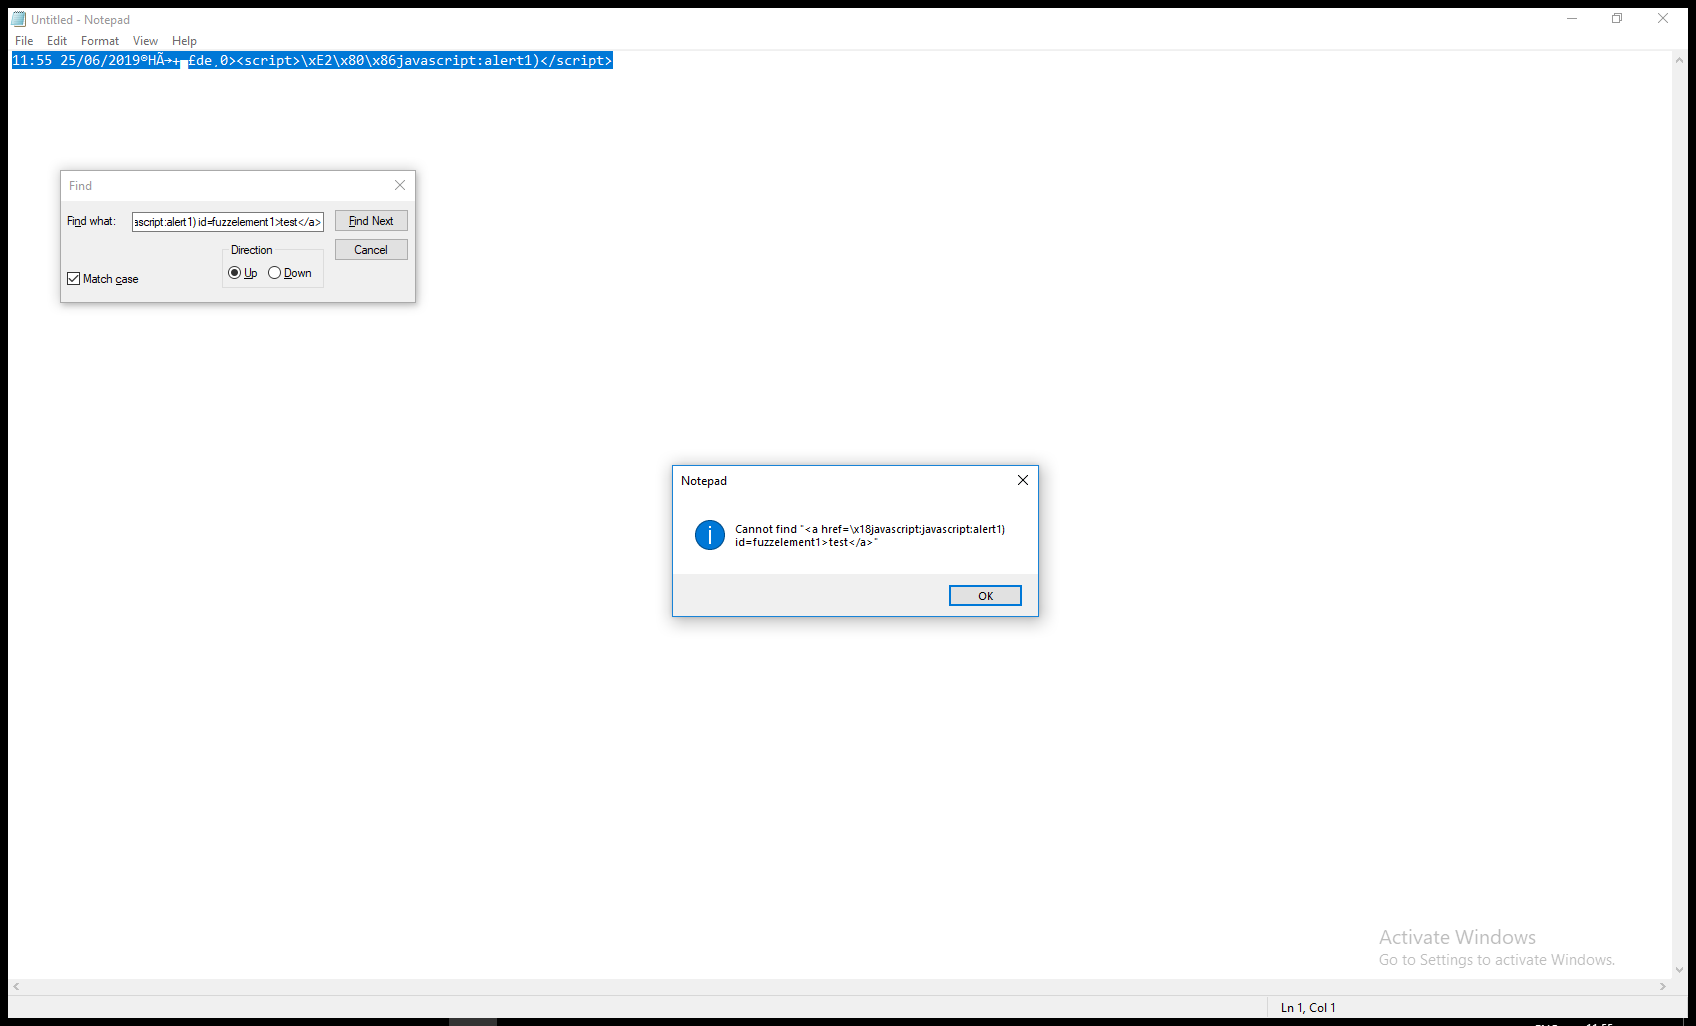 Untitled - Notepad
File Edit Format View Help
11:55 25/06/2019®HÃ→+▄£de¸0><script>\xE2\x80\x86javascript:alert1)</script>
Find
Find what: ascript:alert1) id=fuzzelement1>test</a> Find Next
Direction Cancel
Up Down
Match case
Notepad
Cannot find "<a href=\x18javascript:javascript:alert1)
id=fuzzelement1>test</a>"
OK
Activate Windows
Go to Settings to activate Windows.
Ln 1, Col 1